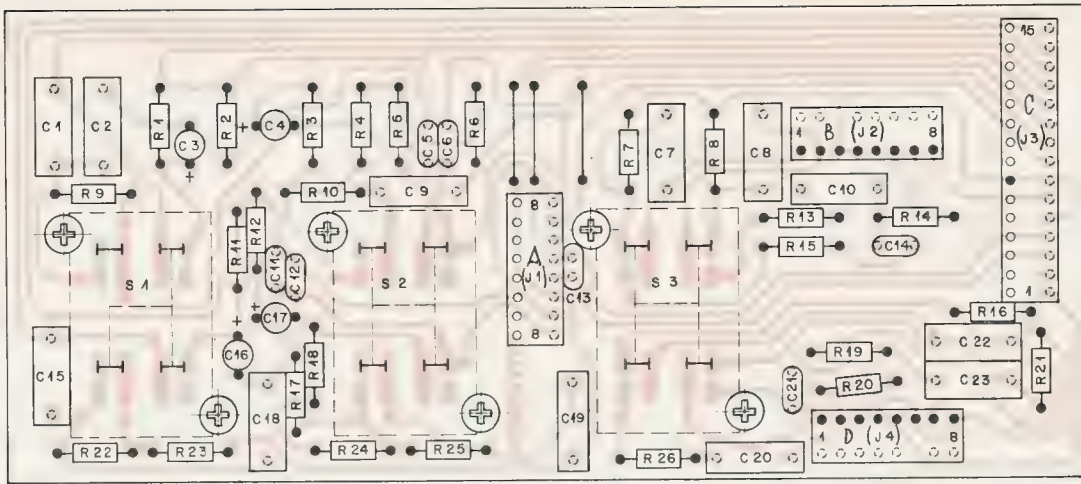 15
C
(J3)
1
C1
C2
R1
C3
+
R2
+
C4
R3
R4
R5
C5
C6
R6
R7
C7
R8
C8
1 B (J2) 8
R9
R10
C9
C10
R11
R12
R13
R14
R15
C14
S1
C11
C12
S2
8
A
(J1)
8
C13
S3
+
+
C17
C16
R16
C15
R17
R18
C18
C19
R19
R20
C21
C22
C23
R21
R22
R23
R24
R25
R26
C20
1 D (J4) 8